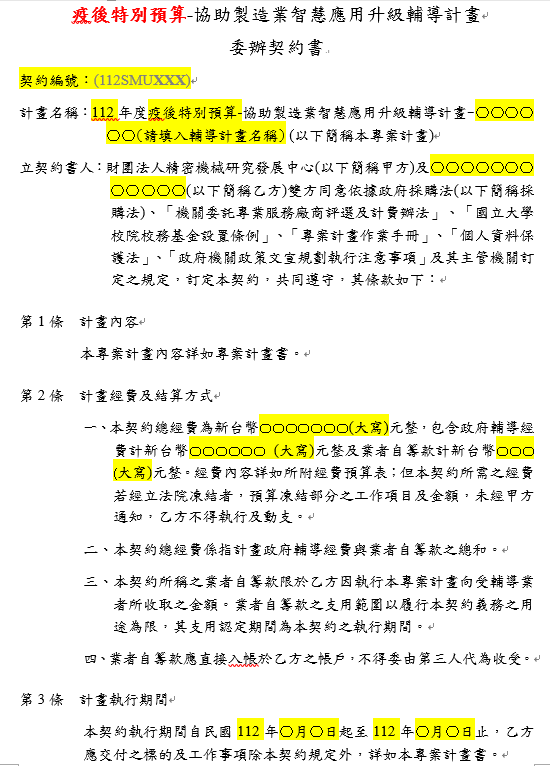 疫後特別預算-協助製造業智慧應用升級輔導計畫
委辦契約書
契約編號：(112SMUXXX)
計畫名稱：112 年度疫後特別預算-協助製造業智慧應用升級輔導計畫–○○○○
○○(請填入輔導計畫名稱) (以下簡稱本專案計畫)
立契約書人：財團法人精密機械研究發展中心(以下簡稱甲方)及○○○○○○○
○○○○○(以下簡稱乙方)雙方同意依據政府採購法(以下簡稱採
購法)、「機關委託專業服務廠商評選及計費辦法」、「國立大學
校院校務基金設置條例」、「專案計畫作業手冊」、「個人資料保
護法」、「政府機關政策文宣規劃執行注意事項」及其主管機關訂
定之規定，訂定本契約，共同遵守，其條款如下：
第 1 條 計畫內容
本專案計畫內容詳如專案計畫書。
第 2 條 計畫經費及結算方式
一、本契約總經費為新台幣○○○○○○○(大寫)元整，包含政府輔導經
費計新台幣○○○○○○ (大寫)元整及業者自籌款計新台幣○○○
(大寫)元整。經費內容詳如所附經費預算表；但本契約所需之經費
若經立法院凍結者，預算凍結部分之工作項目及金額，未經甲方
通知，乙方不得執行及動支。
二、本契約總經費係指計畫政府輔導經費與業者自籌款之總和。
三、本契約所稱之業者自籌款限於乙方因執行本專案計畫向受輔導業
者所收取之金額。業者自籌款之支用範圍以履行本契約義務之用
途為限，其支用認定期間為本契約之執行期間。
四、業者自籌款應直接入帳於乙方之帳戶，不得委由第三人代為收受。
第 3 條 計畫執行期間
本契約執行期間自民國 112 年○月○日起至 112 年○月○日止，乙方
應交付之標的及工作事項除本契約規定外，詳如本專案計畫書。